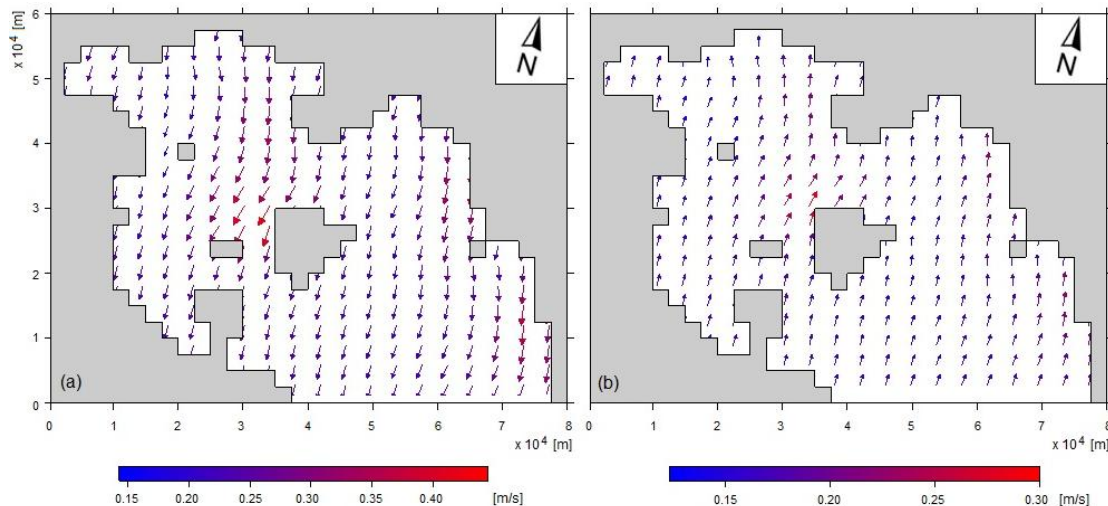 x 10⁴ [m]
6
5
4
3
2
1
0
N
(a)
0 1 2 3 4 5 6 7 8
x 10⁴ [m]
0.15 0.20 0.25 0.30 0.35 0.40 [m/s]
N
(b)
0 1 2 3 4 5 6 7 8
x 10⁴ [m]
0.15 0.20 0.25 0.30 [m/s]